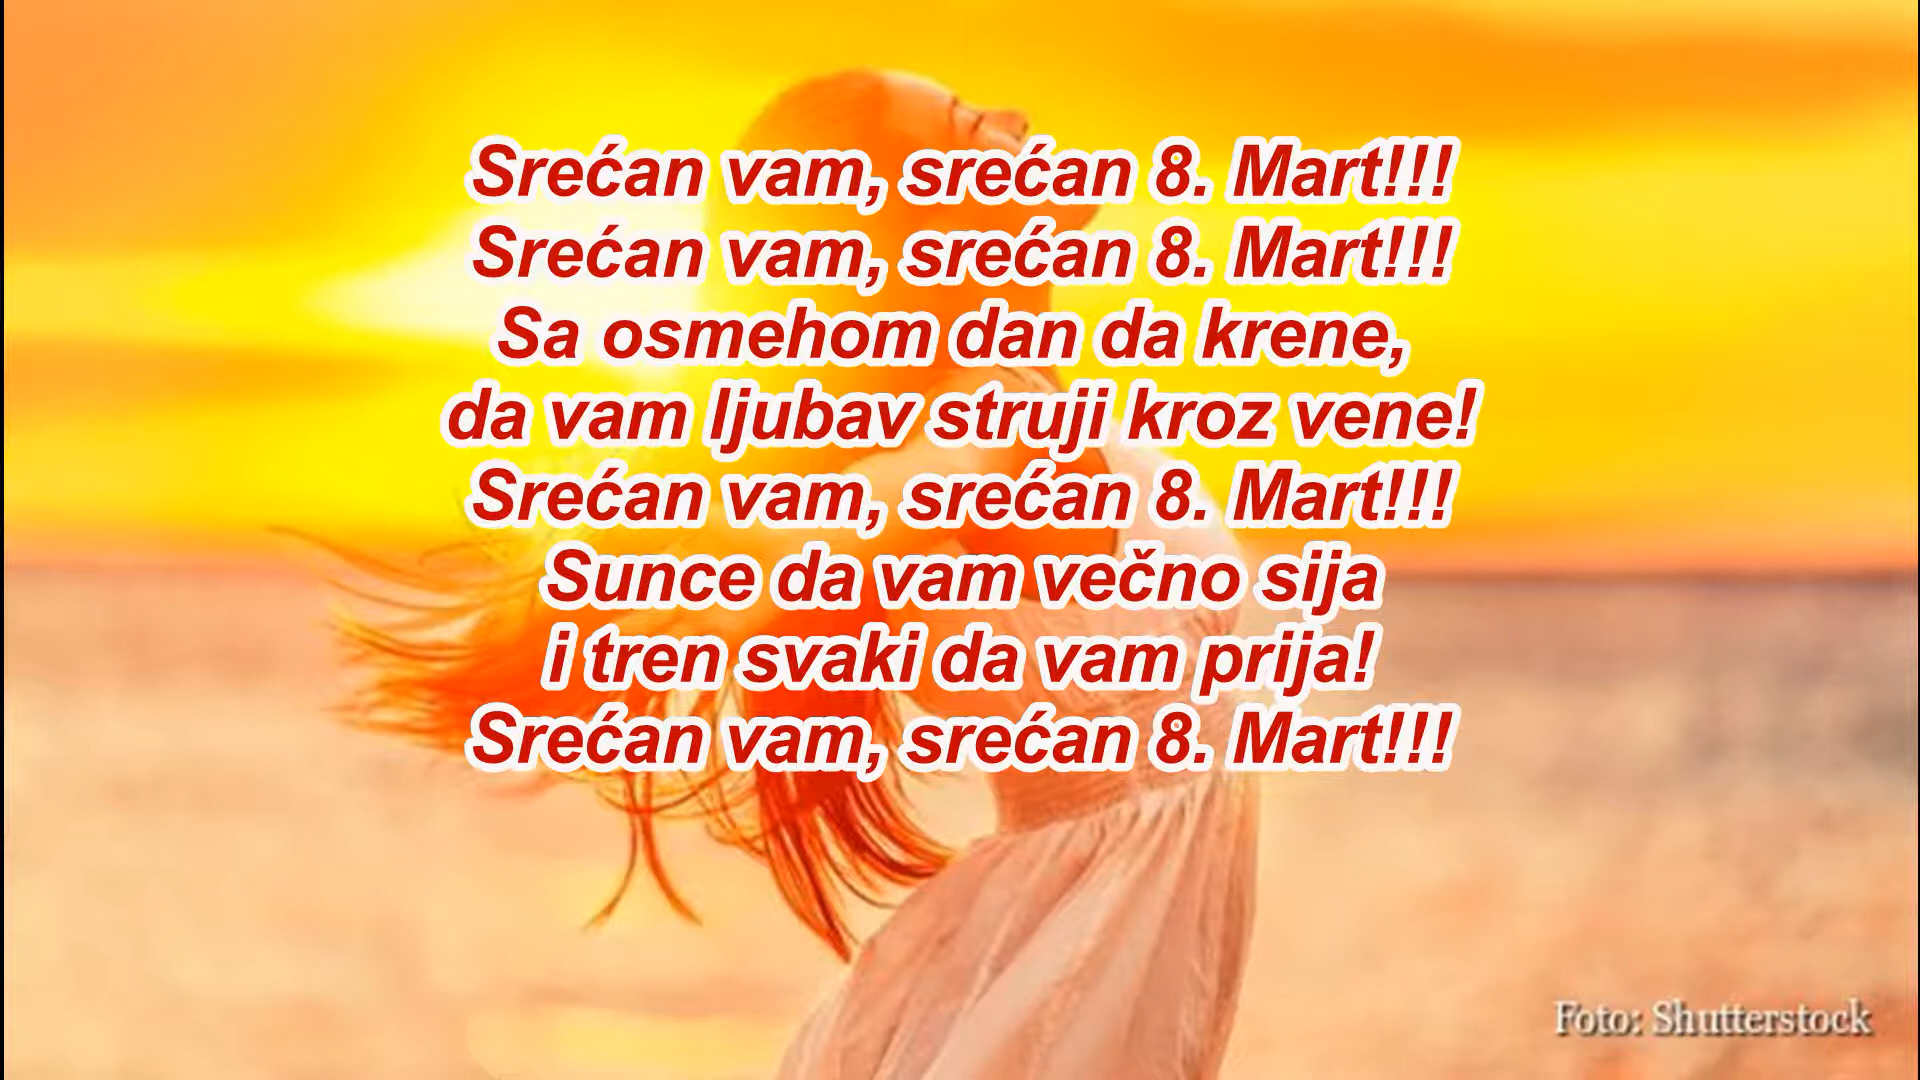 Srećan vam, srećan 8. Mart!!!
Srećan vam, srećan 8. Mart!!!
Sa osmehom dan da krene,
da vam ljubav struji kroz vene!
Srećan vam, srećan 8. Mart!!!
Sunce da vam večno sija
i tren svaki da vam prija!
Srećan vam, srećan 8. Mart!!!
Foto: Shutterstock